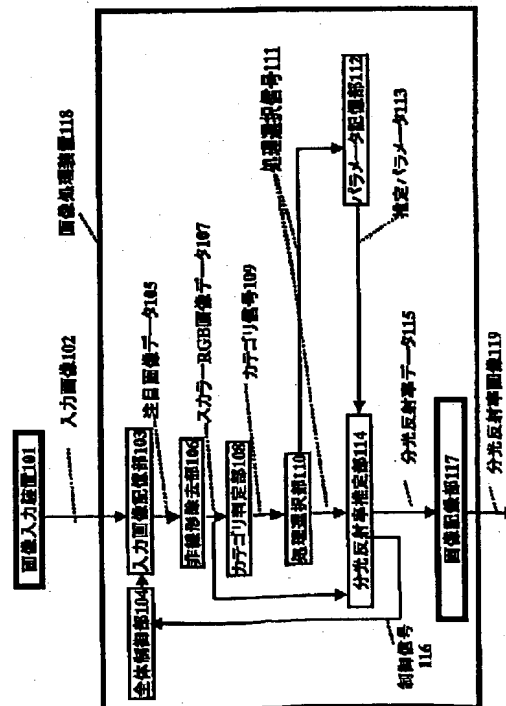 画像入力装置101
入力画像102
画像処理装置118
全体制御部104
入力画像記憶部103
注目画像データ105
非線形除去部106
スカラーRGB画像データ107
カテゴリ判定部108
カテゴリ信号109
処理選択部110
処理選択信号111
パラメータ記憶部112
推定パラメータ113
分光反射率推定部114
制御信号
116
分光反射率データ115
画像記憶部117
分光反射率画像119